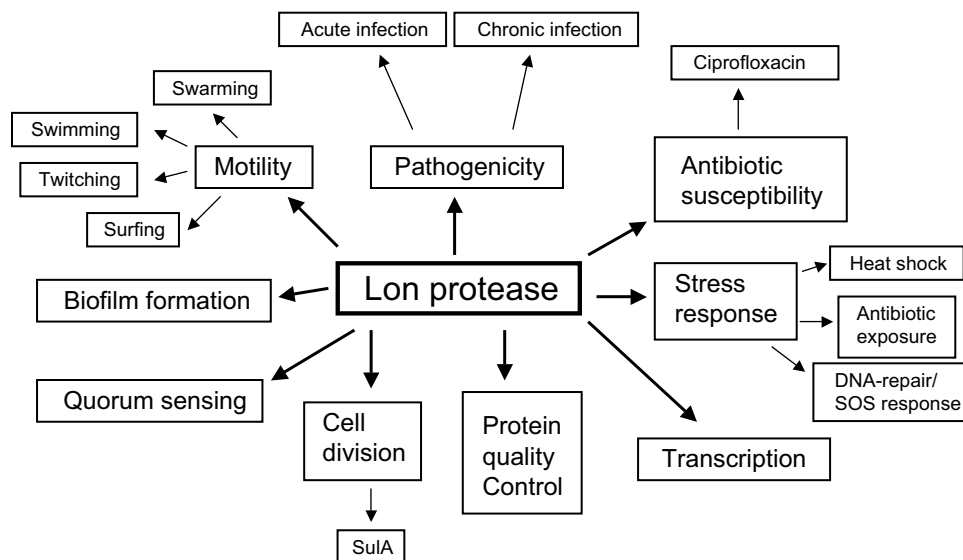 Acute infection
Chronic infection
Ciprofloxacin
Swarming
Swimming
Twitching
Surfing
Motility
Pathogenicity
Antibiotic
susceptibility
Biofilm formation
Lon protease
Stress
response
Heat shock
Antibiotic
exposure
DNA-repair/
SOS response
Quorum sensing
Cell
division
Protein
quality
Control
Transcription
SulA